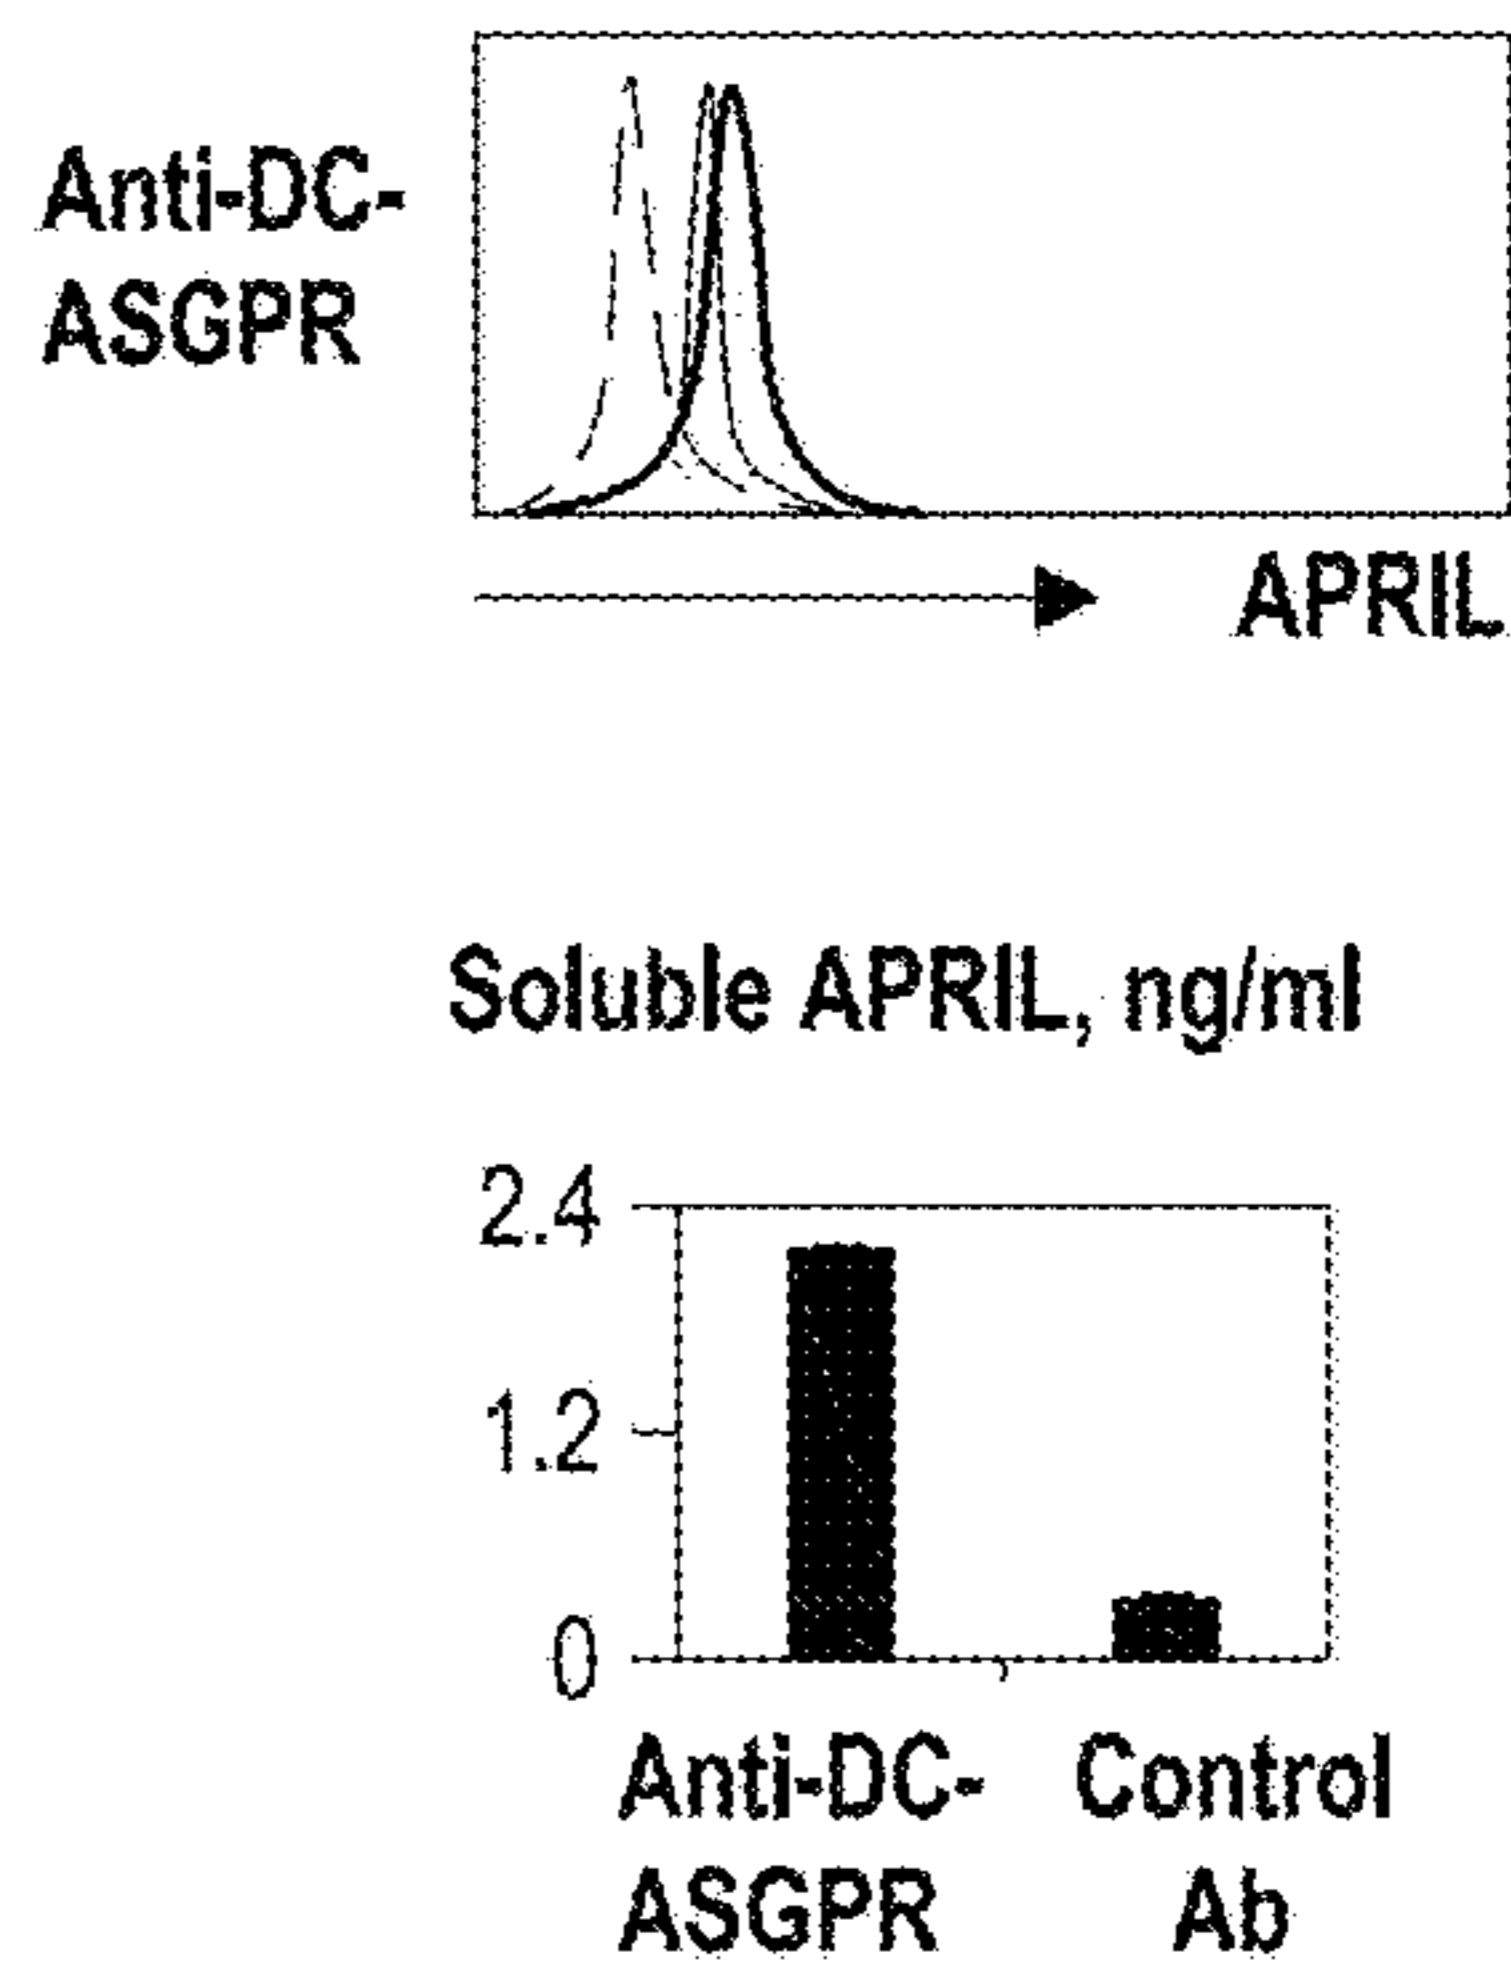 Anti-DC-
ASGPR
APRIL
Soluble APRIL, ng/ml
2.4
1.2
0
Anti-DC-
ASGPR
Control
Ab